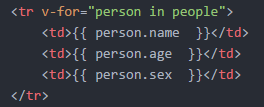 <tr v-for="person in people">
    <td>{{ person.name  }}</td>
    <td>{{ person.age  }}</td>
    <td>{{ person.sex  }}</td>
</tr>